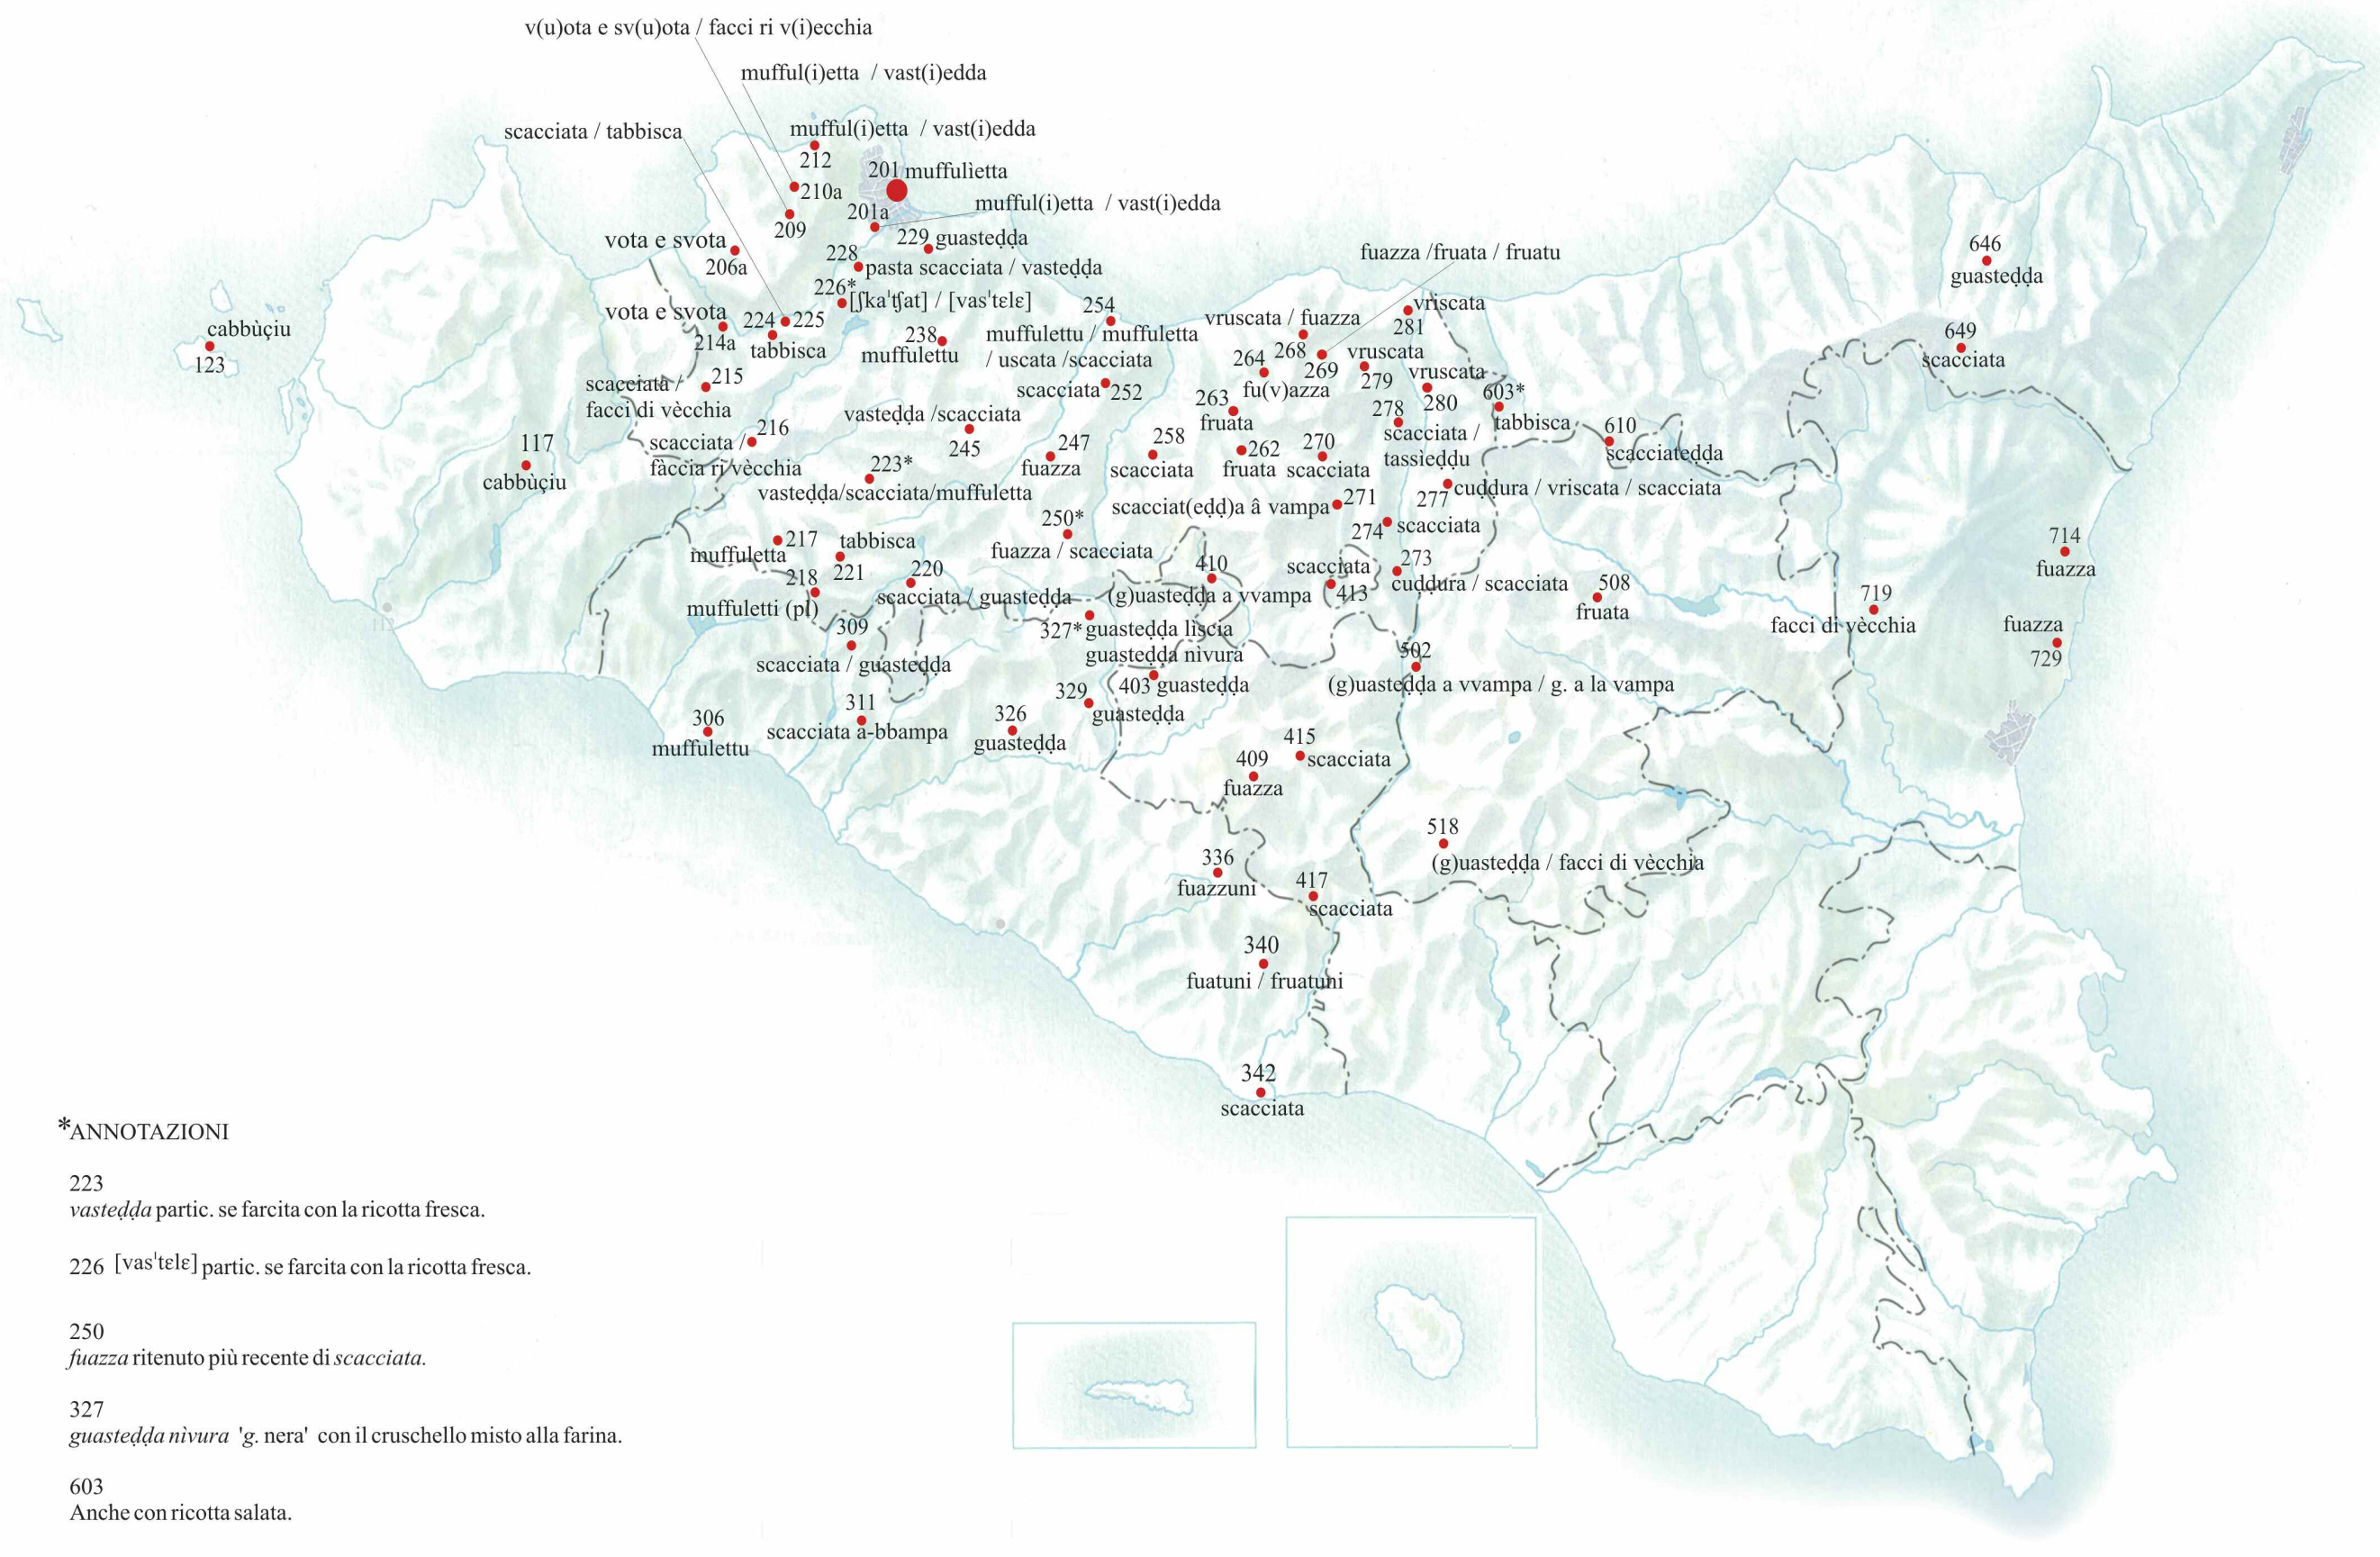 v(u)ota e sv(u)ota / facci ri v(i)ecchia
mufful(i)etta / vast(i)edda
scacciata / tabbisca
mufful(i)etta / vast(i)edda
212
201 muffulìetta
210a
201a
mufful(i)etta / vast(i)edda
209
229 guasteḍḍa
vota e svota
206a
228
pasta scacciata / vasteḍḍa
fuazza /fruata / fruatu
646
guasteḍḍa
226*
[ʃkaˈtʃat] / [vasˈtɛlɛ]
vota e svota
214a
224
225
tabbisca
238
muffulettu
254
muffulettu / muffuletta
/ uscata /scacciata
vruscata / fuazza
268
vriscata
281
cabbùçiu
123
649
scacciata
scacciata /
facci di vècchia
215
scacciata
252
264
fu(v)azza
269
vruscata
279
vruscata
280
603*
tabbisca
263
fruata
278
scacciata /
tassìeḍḍu
610
scacciateḍḍa
vasteḍḍa /scacciata
245
216
scacciata /
fàccia ri vècchia
117
cabbùçiu
247
fuazza
258
scacciata
262
fruata
270
scacciata
223*
vasteḍḍa/scacciata/muffuletta
277
cuḍḍura / vriscata / scacciata
scacciat(eḍḍ)a â vampa
271
274
scacciata
250*
fuazza / scacciata
217
muffuletta
tabbisca
221
714
fuazza
410
(g)uasteḍḍa a vvampa
scacciata
413
273
cuḍḍura / scacciata
218
muffuletti (pl)
220
scacciata / guasteḍḍa
508
fruata
719
facci di vècchia
fuazza
729
309
scacciata / guasteḍḍa
327* guasteḍḍa lìscia
guasteḍḍa nìvura
403 guasteḍḍa
502
(g)uasteḍḍa a vvampa / g. a la vampa
329
guasteḍḍa
306
muffulettu
311
scacciata a-bbampa
326
guasteḍḍa
415
scacciata
409
fuazza
518
(g)uasteḍḍa / facci di vècchia
336
fuazzuni
417
scacciata
340
fuatuni / fruatuni
342
scacciata
*ANNOTAZIONI
223
vasteḍḍa partic. se farcita con la ricotta fresca.
226 [vasˈtɛlɛ] partic. se farcita con la ricotta fresca.
250
fuazza ritenuto più recente di scacciata.
327
guasteḍḍa nìvura 'g. nera' con il cruschello misto alla farina.
603
Anche con ricotta salata.